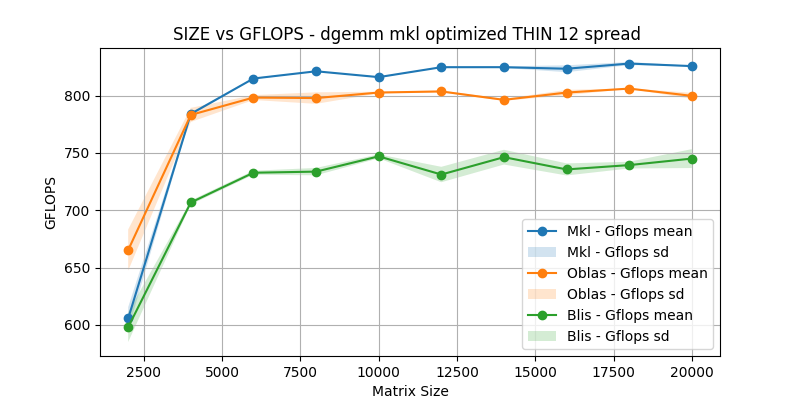 SIZE vs GFLOPS - dgemm mkl optimized THIN 12 spread
GFLOPS
800
750
700
650
600
Mkl - Gflops mean
Mkl - Gflops sd
Oblas - Gflops mean
Oblas - Gflops sd
Blis - Gflops mean
Blis - Gflops sd
2500 5000 7500 10000 12500 15000 17500 20000
Matrix Size